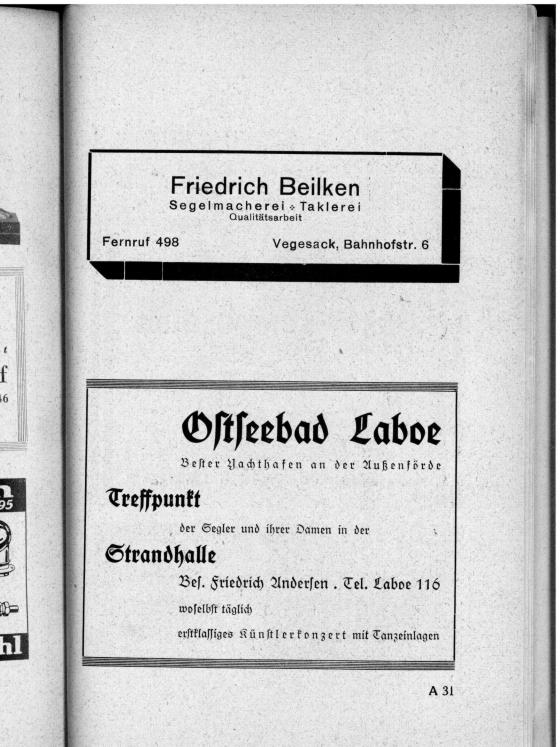 Friedrich Beilken
Segelmacherei ⬦ Taklerei
Qualitätsarbeit
Fernruf 498 Vegesack, Bahnhofstr. 6
Oſtſeebad Laboe
Beſter Yachthafen an der Außenförde
Treffpunkt
der Segler und ihrer Damen in der
Strandhalle
Beſ. Friedrich Anderſen . Tel. Laboe 116
woſelbſt täglich
erſtklaſſiges Künſtlerkonzert mit Tanzeinlagen
A 31